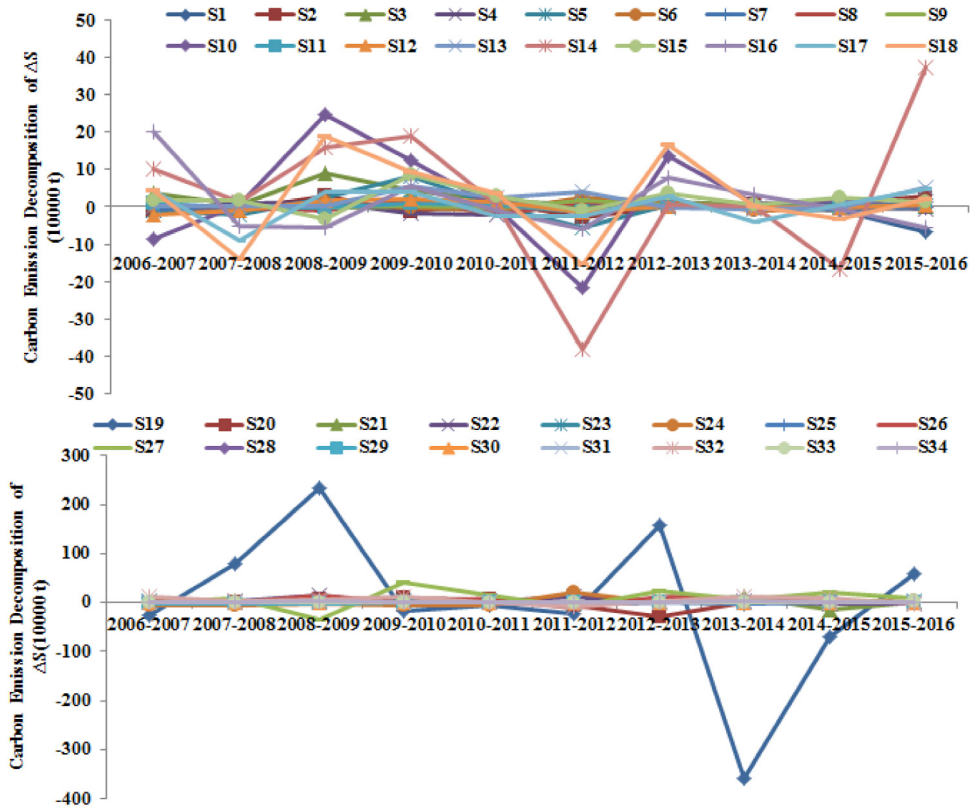 S1 S2 S3 S4 S5 S6 S7 S8 S9
S10 S11 S12 S13 S14 S15 S16 S17 S18
Carbon Emission Decomposition of ΔS
(100000 t)
50
40
30
20
10
0
-10
-20
-30
-40
-50
2006-2007 2007-2008 2008-2009 2009-2010 2010-2011 2011-2012 2012-2013 2013-2014 2014-2015 2015-2016
S19 S20 S21 S22 S23 S24 S25 S26
S27 S28 S29 S30 S31 S32 S33 S34
Carbon Emission Decomposition of
ΔS(100000 t)
300
200
100
0
-100
-200
-300
-400
2006-2007 2007-2008 2008-2009 2009-2010 2010-2011 2011-2012 2012-2013 2013-2014 2014-2015 2015-2016